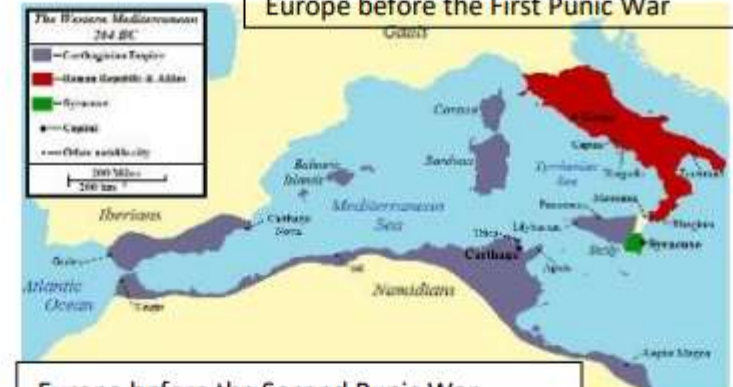 Europe before the First Punic War
The Western Mediterranean
264 BC
Carthaginian Empire
Roman Republic & Allies
Syracuse
Capital
Other notable city
200 Miles
200 km
Gauls
Corsica
Sardinia
Balearic
Islands
Tyrrhenian
Sea
Mediterranean
Sea
Iberians
Carthago
Nova
Capua
Messana
Lilybaeum
Utica
Carthage
Sicily
Syracuse
Atlantic
Ocean
Numidians
Leptis Magna
Europe before the Second Punic War